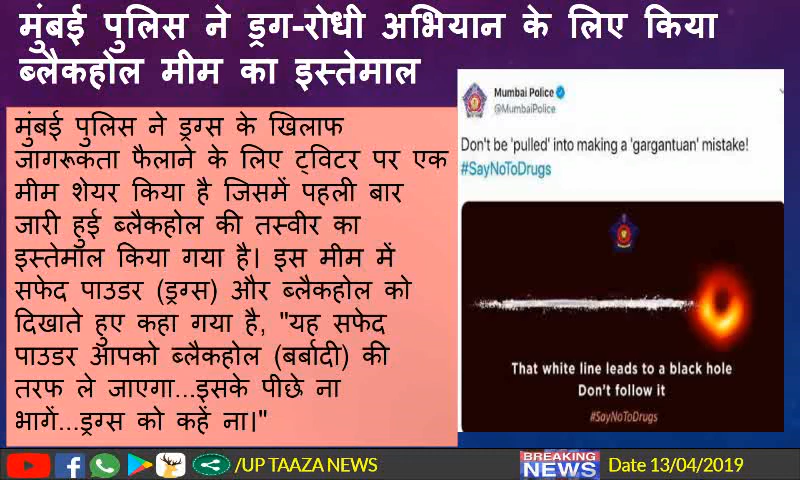 मुंबई पुलिस ने ड्रग-रोधी अभियान के लिए किया
ब्लैकहोल मीम का इस्तेमाल
मुंबई पुलिस ने ड्रग्स के खिलाफ
जागरूकता फैलाने के लिए ट्विटर पर एक
मीम शेयर किया है जिसमें पहली बार
जारी हुई ब्लैकहोल की तस्वीर का
इस्तेमाल किया गया है। इस मीम में
सफेद पाउडर (ड्रग्स) और ब्लैकहोल को
दिखाते हुए कहा गया है, "यह सफेद
पाउडर आपको ब्लैकहोल (बर्बादी) की
तरफ ले जाएगा...इसके पीछे ना
भागें...ड्रग्स को कहें ना।"
Mumbai Police
@MumbaiPolice
Don't be 'pulled' into making a 'gargantuan' mistake!
#SayNoToDrugs
That white line leads to a black hole
Don't follow it
#SayNoToDrugs
/UP TAAZA NEWS
BREAKING
NEWS
Date 13/04/2019